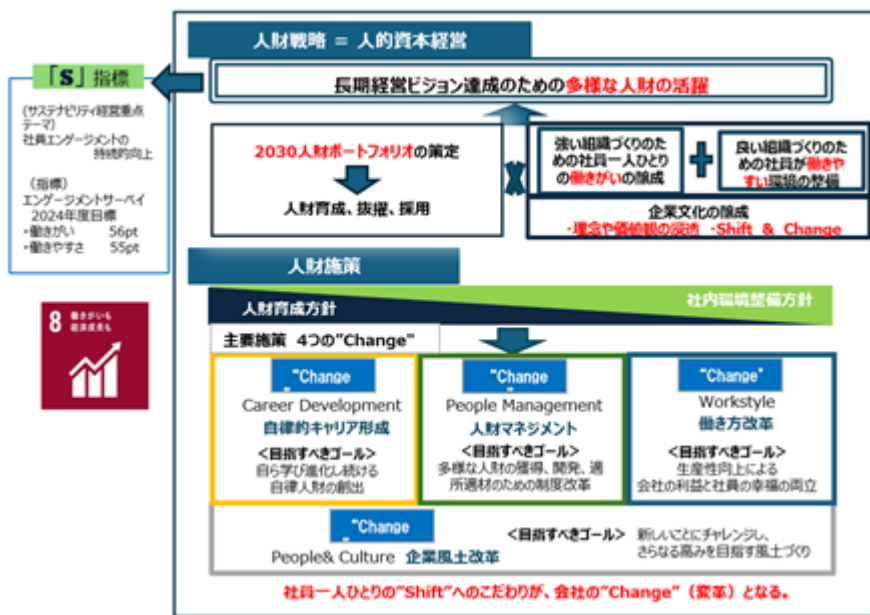 人財戦略 = 人的資本経営
「S」指標
長期経営ビジョン達成のための多様な人財の活躍
(サステナビリティ経営重点
テーマ)
社員エンゲージメントの
持続的向上
(指標)
エンゲージメントサーベイ
2024年度目標
・働きがい 56pt
・働きやすさ 55pt
2030人財ポートフォリオの策定
人財育成、抜擢、採用
強い組織づくりのた
めの社員一人ひとり
の働きがいの醸成
良い組織づくりのた
めの社員が働きや
すい環境の整備
企業文化の醸成
・理念や価値観の浸透 ・Shift & Change
人財施策
人財育成方針
社内環境整備方針
8 働きがいも
経済成長も
主要施策 4つの"Change"
"Change
Career Development
自律的キャリア形成
<目指すべきゴール>
自ら学び進化し続ける
自律人財の創出
"Change
People Management
人財マネジメント
<目指すべきゴール>
多様な人財の獲得、開発、適
所適材のための制度改革
"Change"
Workstyle
働き方改革
<目指すべきゴール>
生産性向上による
会社の利益と社員の幸福の両立
"Change
People& Culture 企業風土改革
<目指すべきゴール> 新しいことにチャレンジし、
さらなる高みを目指す風土づくり
社員一人ひとりの"Shift"へのこだわりが、会社の"Change"(変革)となる。